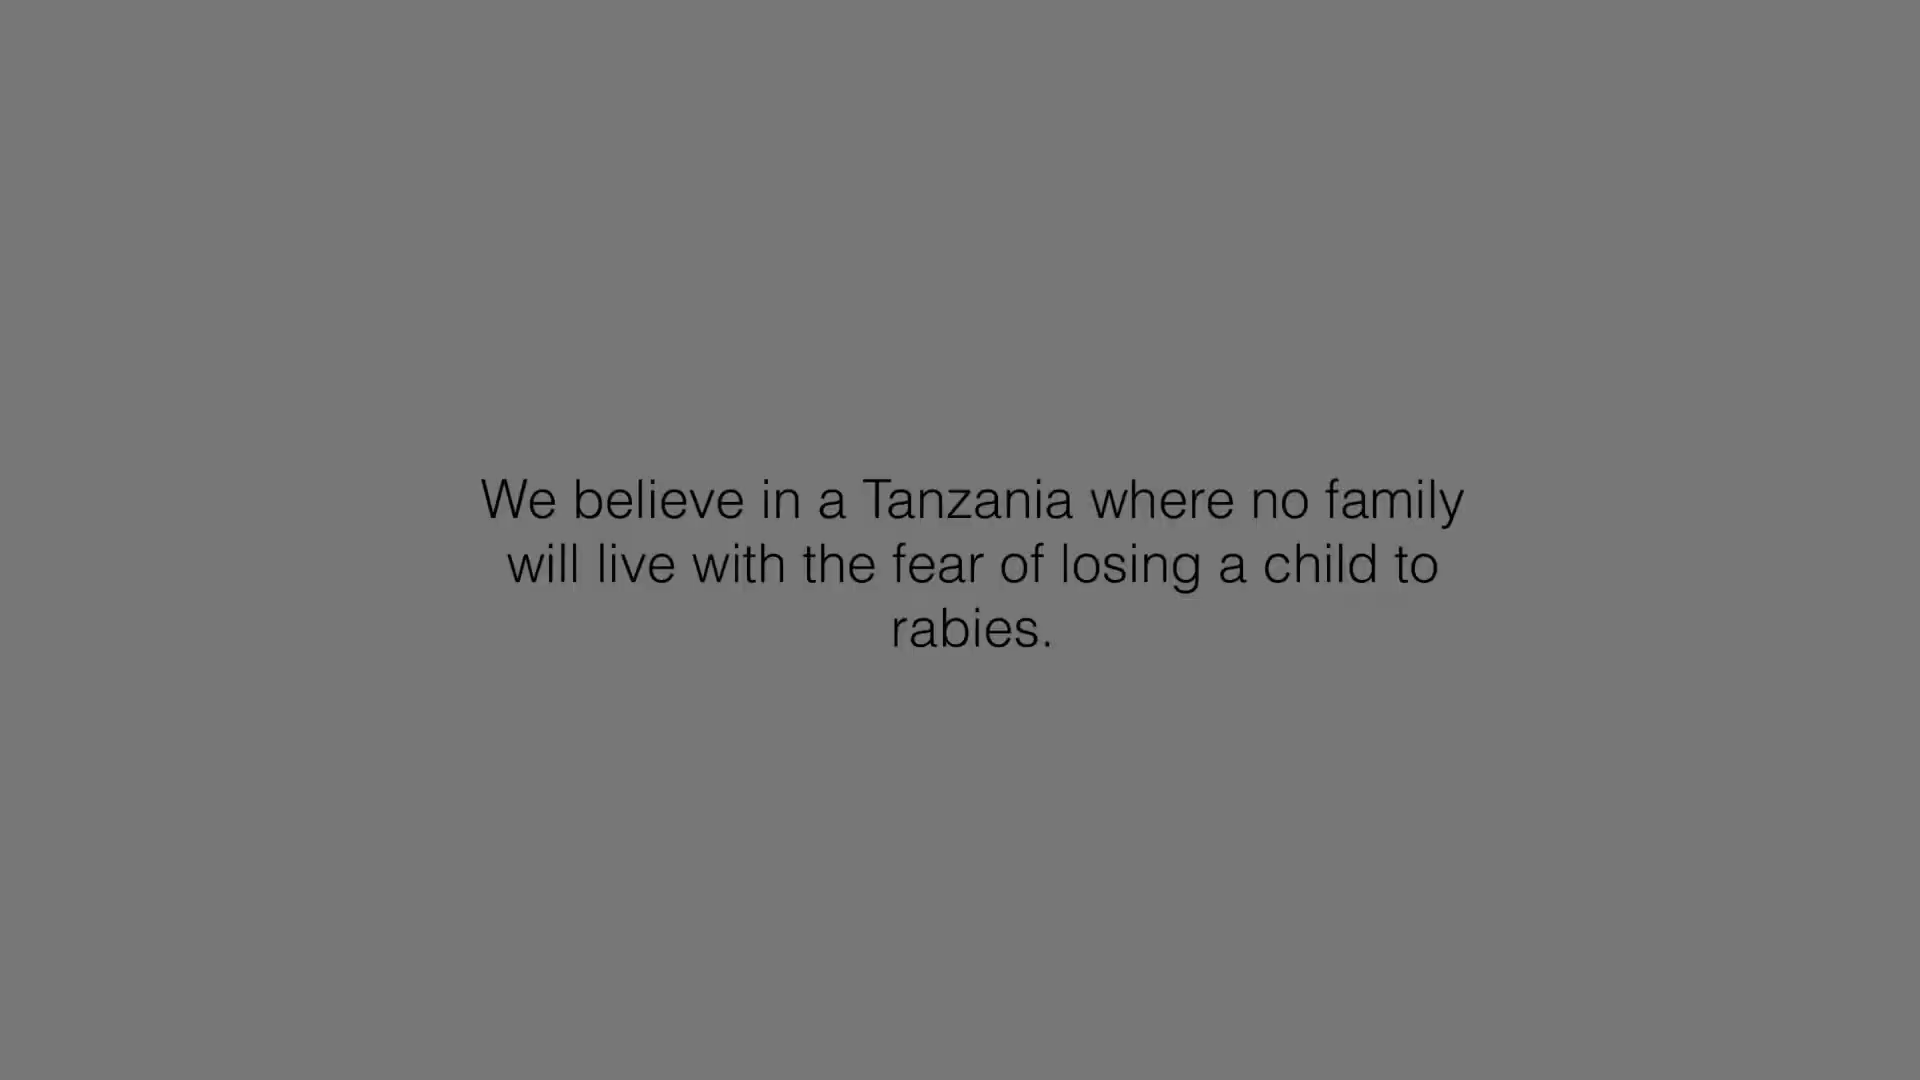 We believe in a Tanzania where no family
will live with the fear of losing a child to
rabies.